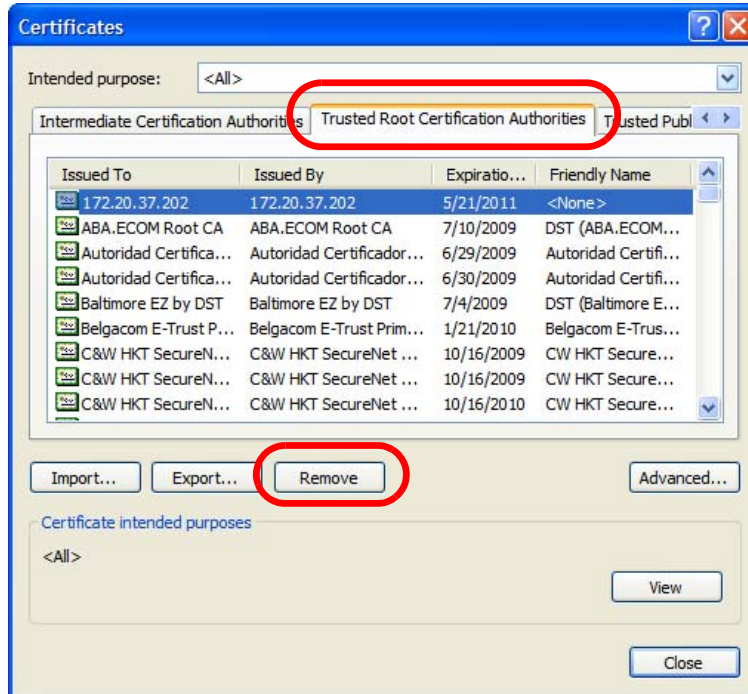 Certificates
Intended purpose: <All>
Intermediate Certification Authorities Trusted Root Certification Authorities Trusted Publ
Issued To Issued By Expiratio... Friendly Name
172.20.37.202 172.20.37.202 5/21/2011 <None>
ABA.ECOM Root CA ABA.ECOM Root CA 7/10/2009 DST (ABA.ECOM...
Autoridad Certifica... Autoridad Certificador... 6/29/2009 Autoridad Certifi...
Autoridad Certifica... Autoridad Certificador... 6/30/2009 Autoridad Certifi...
Baltimore EZ by DST Baltimore EZ by DST 7/4/2009 DST (Baltimore E...
Belgacom E-Trust P... Belgacom E-Trust Prim... 1/21/2010 Belgacom E-Trus...
C&W HKT SecureN... C&W HKT SecureNet ... 10/16/2009 CW HKT Secure...
C&W HKT SecureN... C&W HKT SecureNet ... 10/16/2009 CW HKT Secure...
C&W HKT SecureN... C&W HKT SecureNet ... 10/16/2010 CW HKT Secure...
Import... Export... Remove Advanced...
Certificate intended purposes
<All>
View
Close